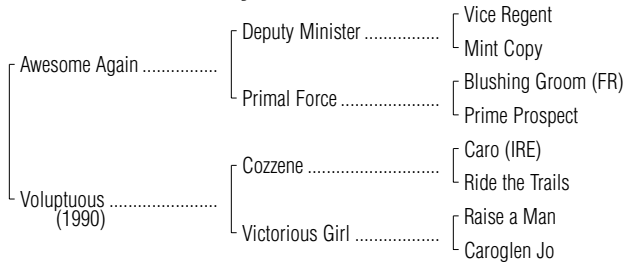 Vice Regent
Deputy Minister ................
Mint Copy
Awesome Again ................
Blushing Groom (FR)
Primal Force .....................
Prime Prospect
Caro (IRE)
Cozzene ............................
Ride the Trails
Voluptuous .......................
(1990)
Raise a Man
Victorious Girl ..................
Caroglen Jo